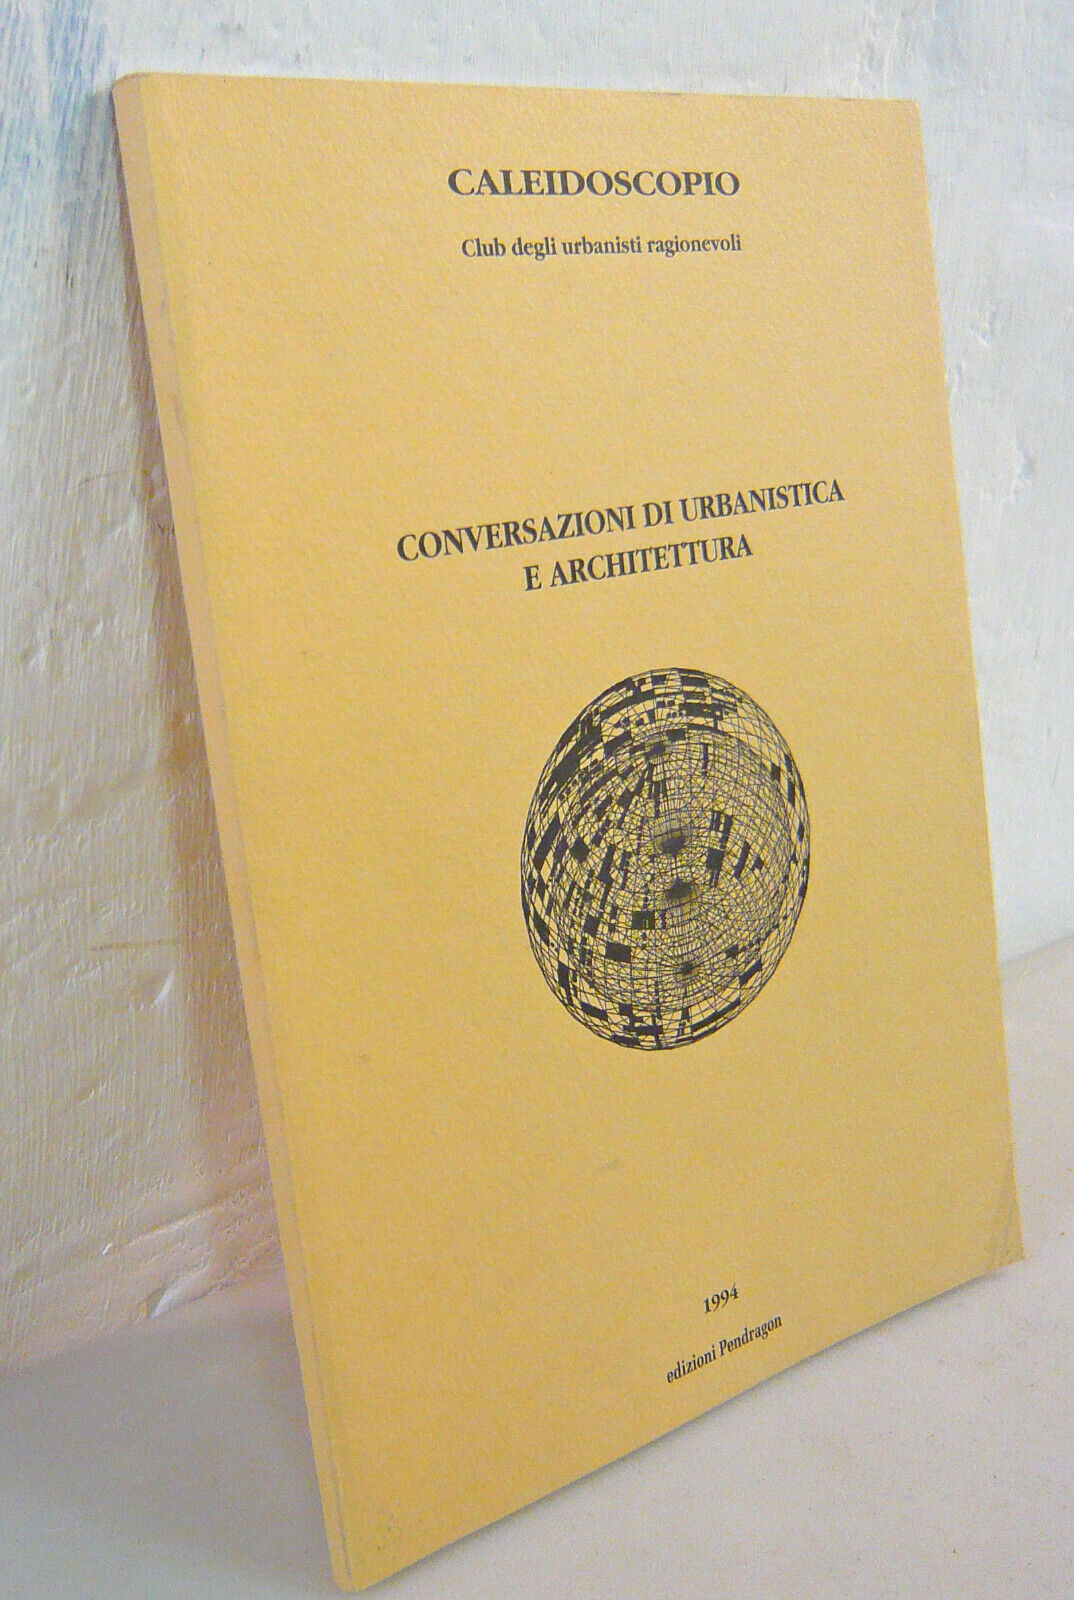 CALEIDOSCOPIO
Club degli urbanisti ragionevoli
CONVERSAZIONI DI URBANISTICA
E ARCHITETTURA
1994
edizioni Pendragon